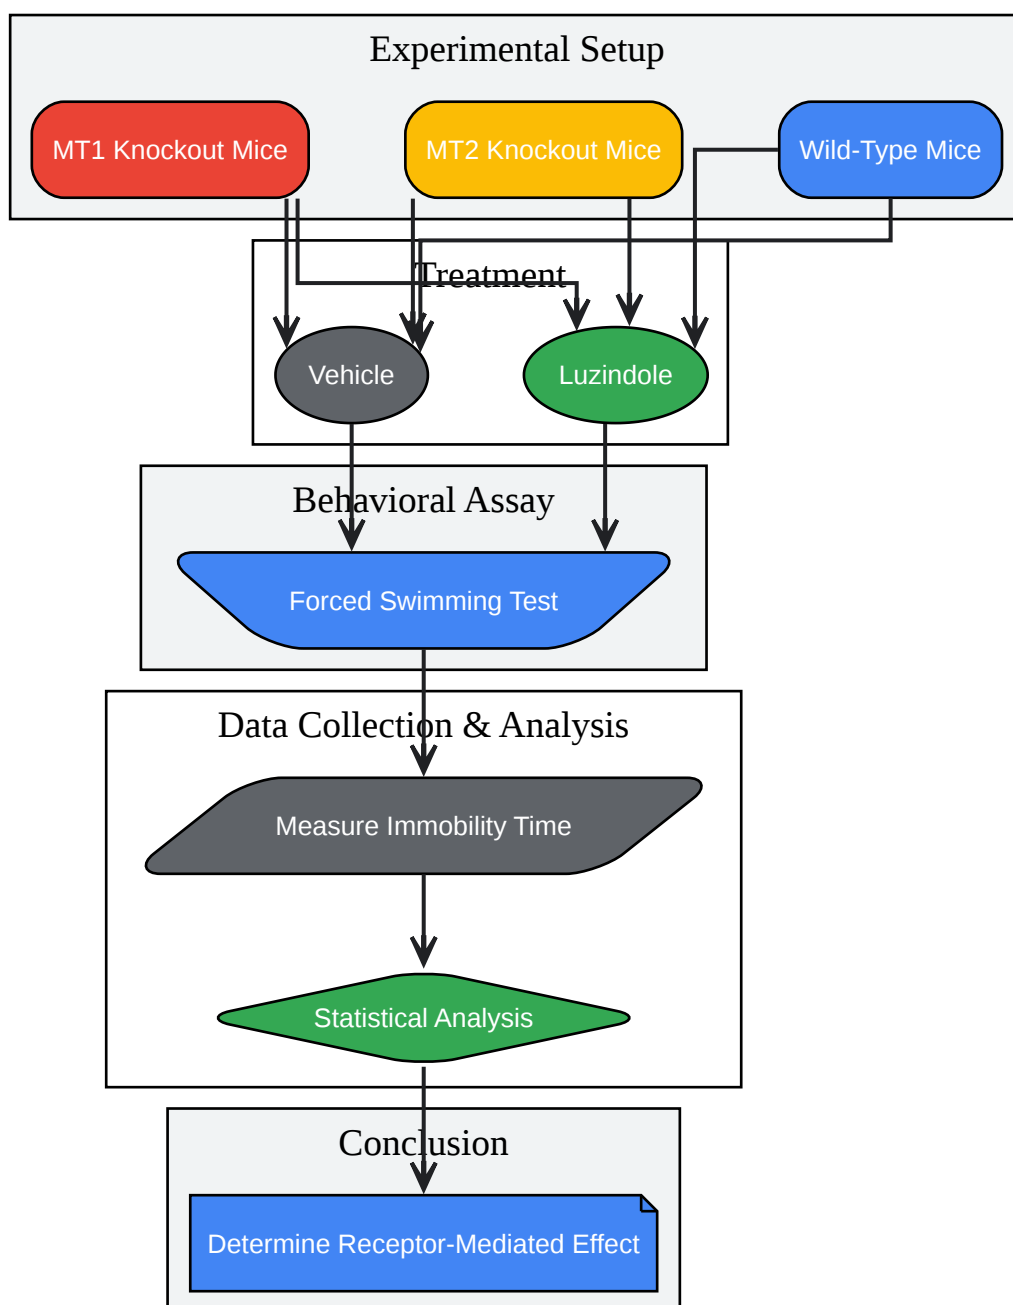 Experimental Setup
MT1 Knockout Mice
MT2 Knockout Mice
Wild-Type Mice
Treatment
Vehicle
Luzindole
Behavioral Assay
Forced Swimming Test
Data Collection & Analysis
Measure Immobility Time
Statistical Analysis
Conclusion
Determine Receptor-Mediated Effect